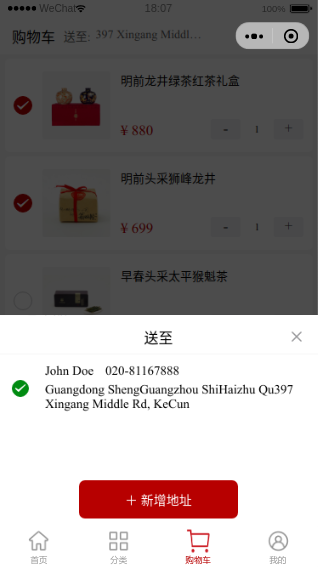 WeChat
18:07
100%
购物车 送至: 397 Xingang Middl...
明前龙井绿茶红茶礼盒
¥ 880
- 1 +
明前头采狮峰龙井
¥ 699
- 1 +
早春头采太平猴魁茶
送至
John Doe 020-81167888
Guangdong ShengGuangzhou ShiHaizhu Qu397
Xingang Middle Rd, KeCun
＋ 新增地址
首页
分类
购物车
我的